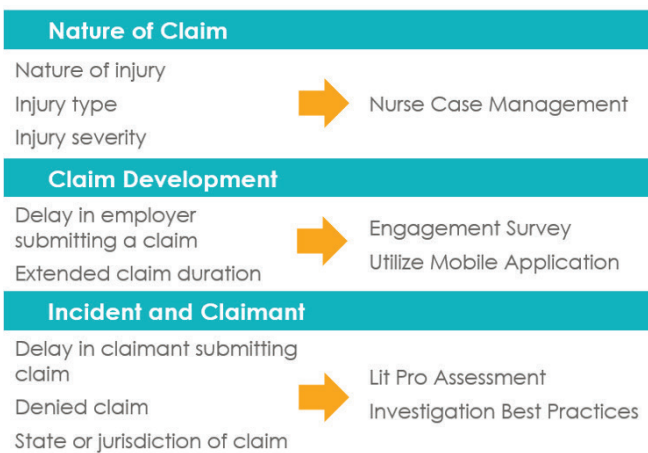 Nature of Claim
Nature of injury
Injury type
Injury severity
Nurse Case Management
Claim Development
Delay in employer
submitting a claim
Extended claim duration
Engagement Survey
Utilize Mobile Application
Incident and Claimant
Delay in claimant submitting
claim
Denied claim
State or jurisdiction of claim
Lit Pro Assessment
Investigation Best Practices